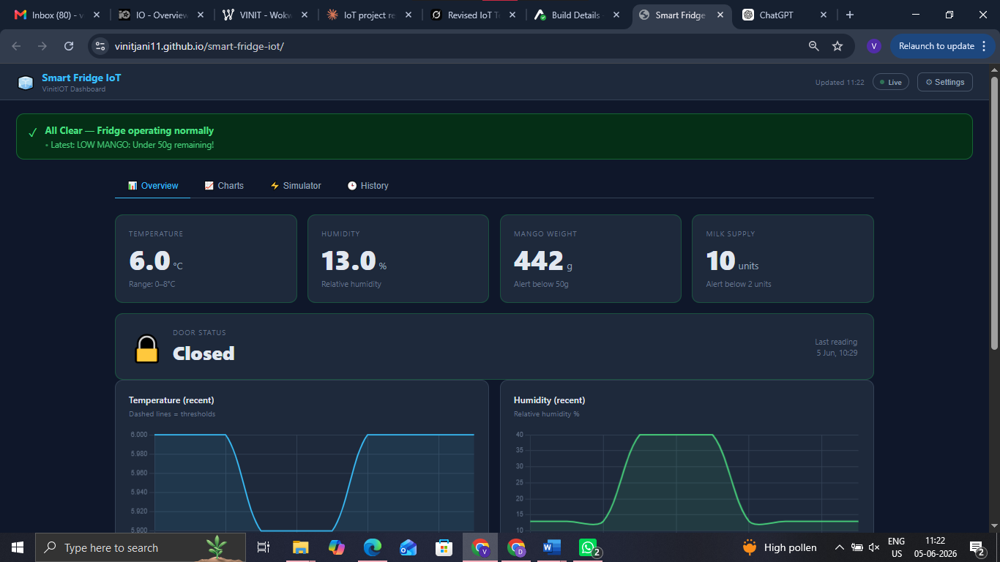 Inbox (80) - v
IO - Overview
VINIT - Wokw
IoT project re
Revised IoT T
Build Details
Smart Fridge
ChatGPT
vinitjani11.github.io/smart-fridge-iot/
V
Relaunch to update
Smart Fridge IoT
VinitIOT Dashboard
Updated 11:22
Live
Settings
All Clear — Fridge operating normally
• Latest: LOW MANGO: Under 50g remaining!
Overview
Charts
Simulator
History
TEMPERATURE
6.0 °C
Range: 0–8°C
HUMIDITY
13.0 %
Relative humidity
MANGO WEIGHT
442 g
Alert below 50g
MILK SUPPLY
10 units
Alert below 2 units
DOOR STATUS
Closed
Last reading
5 Jun, 10:29
Temperature (recent)
Dashed lines = thresholds
6.000
5.980
5.960
5.940
5.920
5.900
Humidity (recent)
Relative humidity %
40
35
30
25
20
15
10
Type here to search
V
D
W
2
High pollen
ENG
US
11:22
05-06-2026
2